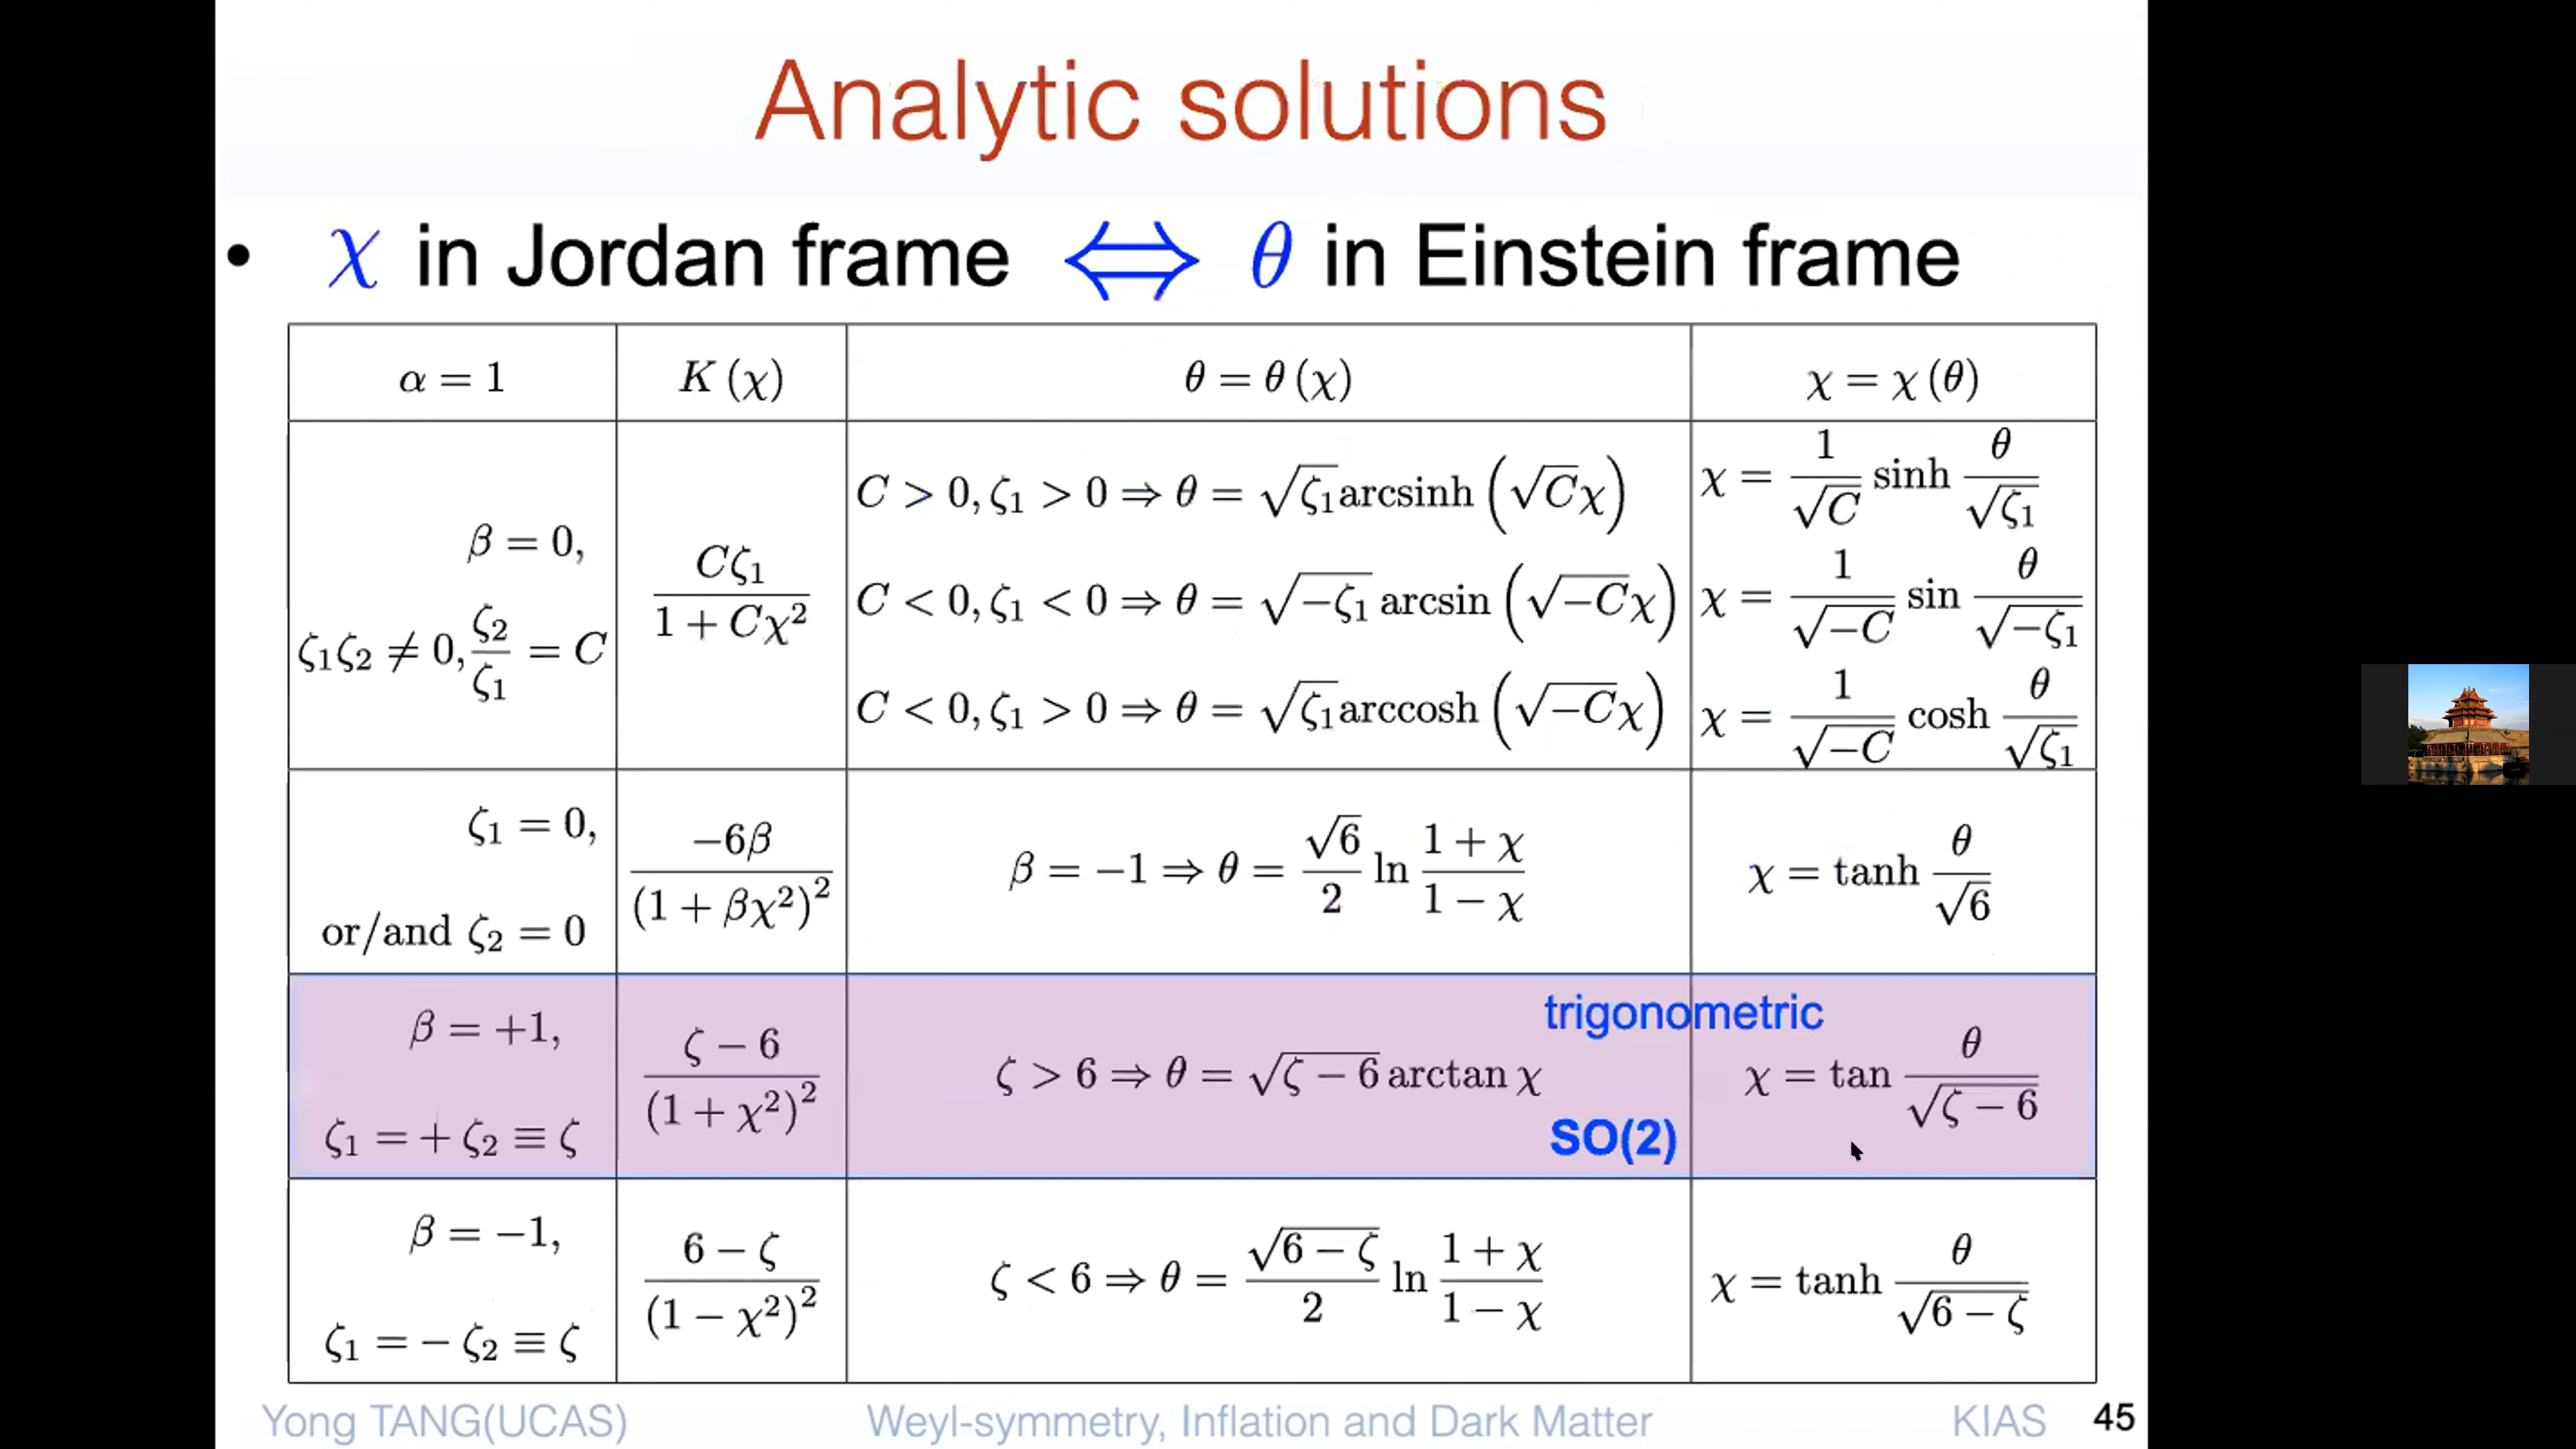 Analytic solutions
• χ in Jordan frame ⟺ θ in Einstein frame
α = 1
K (χ)
θ = θ (χ)
χ = χ (θ)
β = 0,
ζ₁ζ₂ ≠ 0, ζ₂/ζ₁ = C
Cζ₁/(1 + Cχ²)
C > 0, ζ₁ > 0 ⇒ θ = √ζ₁ arcsinh (√C χ)
χ = 1/√C sinh θ/√ζ₁
C < 0, ζ₁ < 0 ⇒ θ = √−ζ₁ arcsin (√−C χ)
χ = 1/√−C sin θ/√−ζ₁
C < 0, ζ₁ > 0 ⇒ θ = √ζ₁ arccosh (√−C χ)
χ = 1/√−C cosh θ/√ζ₁
ζ₁ = 0,
or/and ζ₂ = 0
−6β/(1 + βχ²)²
β = −1 ⇒ θ = √6/2 ln (1 + χ)/(1 − χ)
χ = tanh θ/√6
β = +1,
ζ₁ = + ζ₂ ≡ ζ
(ζ − 6)/(1 + χ²)²
trigonometric
ζ > 6 ⇒ θ = √(ζ − 6) arctan χ
SO(2)
χ = tan θ/√(ζ − 6)
β = −1,
ζ₁ = − ζ₂ ≡ ζ
(6 − ζ)/(1 − χ²)²
ζ < 6 ⇒ θ = √(6 − ζ)/2 ln (1 + χ)/(1 − χ)
χ = tanh θ/√(6 − ζ)
Yong TANG(UCAS)
Weyl-symmetry, Inflation and Dark Matter
KIAS
45